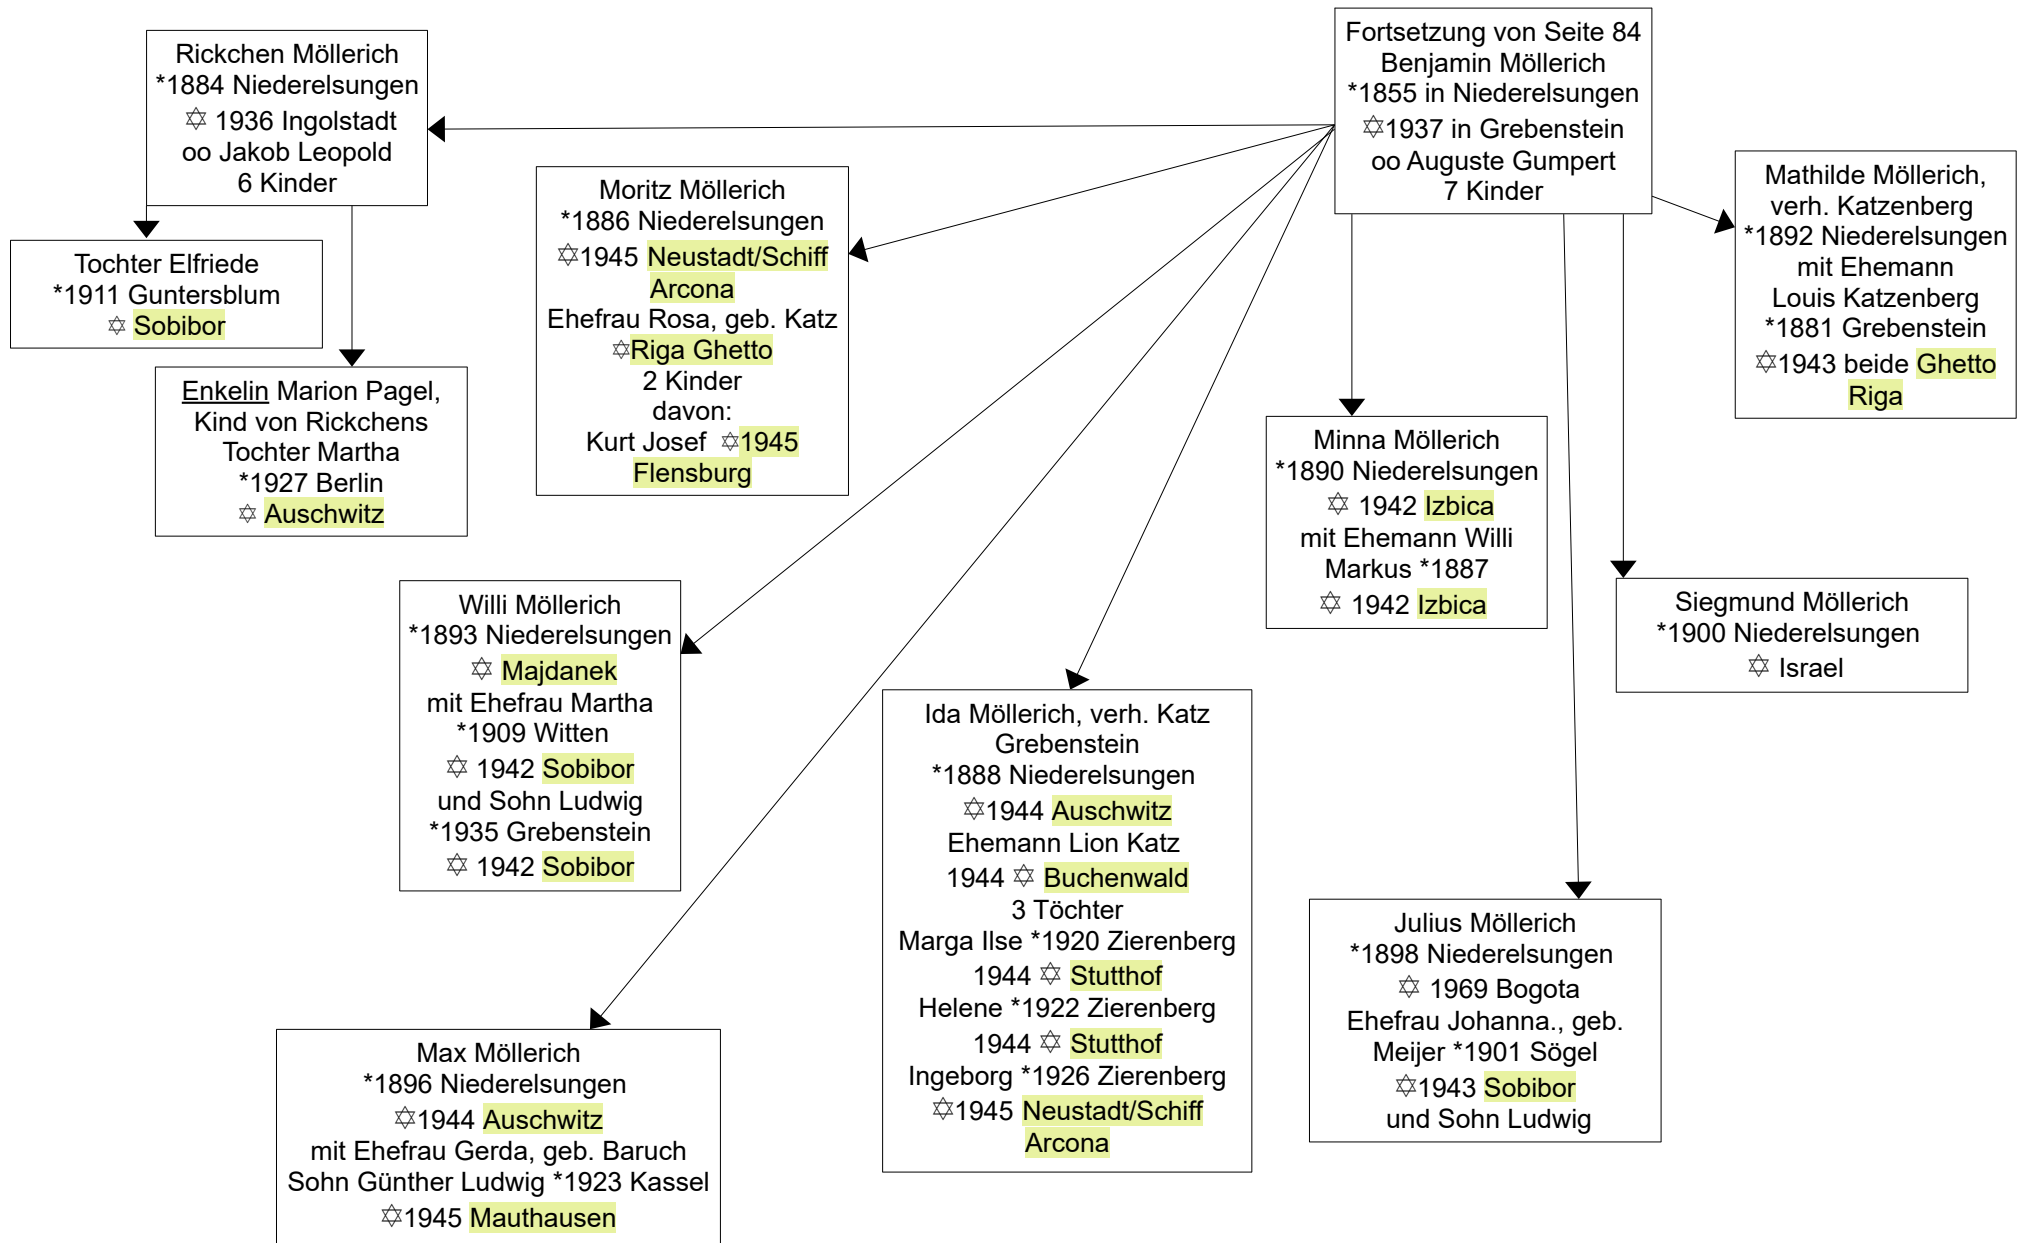 Rickchen Möllerich
*1884 Niederelsungen
✡ 1936 Ingolstadt
oo Jakob Leopold
6 Kinder
Fortsetzung von Seite 84
Benjamin Möllerich
*1855 in Niederelsungen
✡1937 in Grebenstein
oo Auguste Gumpert
7 Kinder
Mathilde Möllerich,
verh. Katzenberg
*1892 Niederelsungen
mit Ehemann
Louis Katzenberg
*1881 Grebenstein
✡1943 beide Ghetto
Riga
Moritz Möllerich
*1886 Niederelsungen
✡1945 Neustadt/Schiff
Arcona
Ehefrau Rosa, geb. Katz
✡Riga Ghetto
2 Kinder
davon:
Kurt Josef ✡1945
Flensburg
Tochter Elfriede
*1911 Guntersblum
✡ Sobibor
Enkelin Marion Pagel,
Kind von Rickchens
Tochter Martha
*1927 Berlin
✡ Auschwitz
Minna Möllerich
*1890 Niederelsungen
✡ 1942 Izbica
mit Ehemann Willi
Markus *1887
✡ 1942 Izbica
Siegmund Möllerich
*1900 Niederelsungen
✡ Israel
Willi Möllerich
*1893 Niederelsungen
✡ Majdanek
mit Ehefrau Martha
*1909 Witten
✡ 1942 Sobibor
und Sohn Ludwig
*1935 Grebenstein
✡ 1942 Sobibor
Ida Möllerich, verh. Katz
Grebenstein
*1888 Niederelsungen
✡1944 Auschwitz
Ehemann Lion Katz
1944 ✡ Buchenwald
3 Töchter
Marga Ilse *1920 Zierenberg
1944 ✡ Stutthof
Helene *1922 Zierenberg
1944 ✡ Stutthof
Ingeborg *1926 Zierenberg
✡1945 Neustadt/Schiff
Arcona
Julius Möllerich
*1898 Niederelsungen
✡ 1969 Bogota
Ehefrau Johanna., geb.
Meijer *1901 Sögel
✡1943 Sobibor
und Sohn Ludwig
Max Möllerich
*1896 Niederelsungen
✡1944 Auschwitz
mit Ehefrau Gerda, geb. Baruch
Sohn Günther Ludwig *1923 Kassel
✡1945 Mauthausen